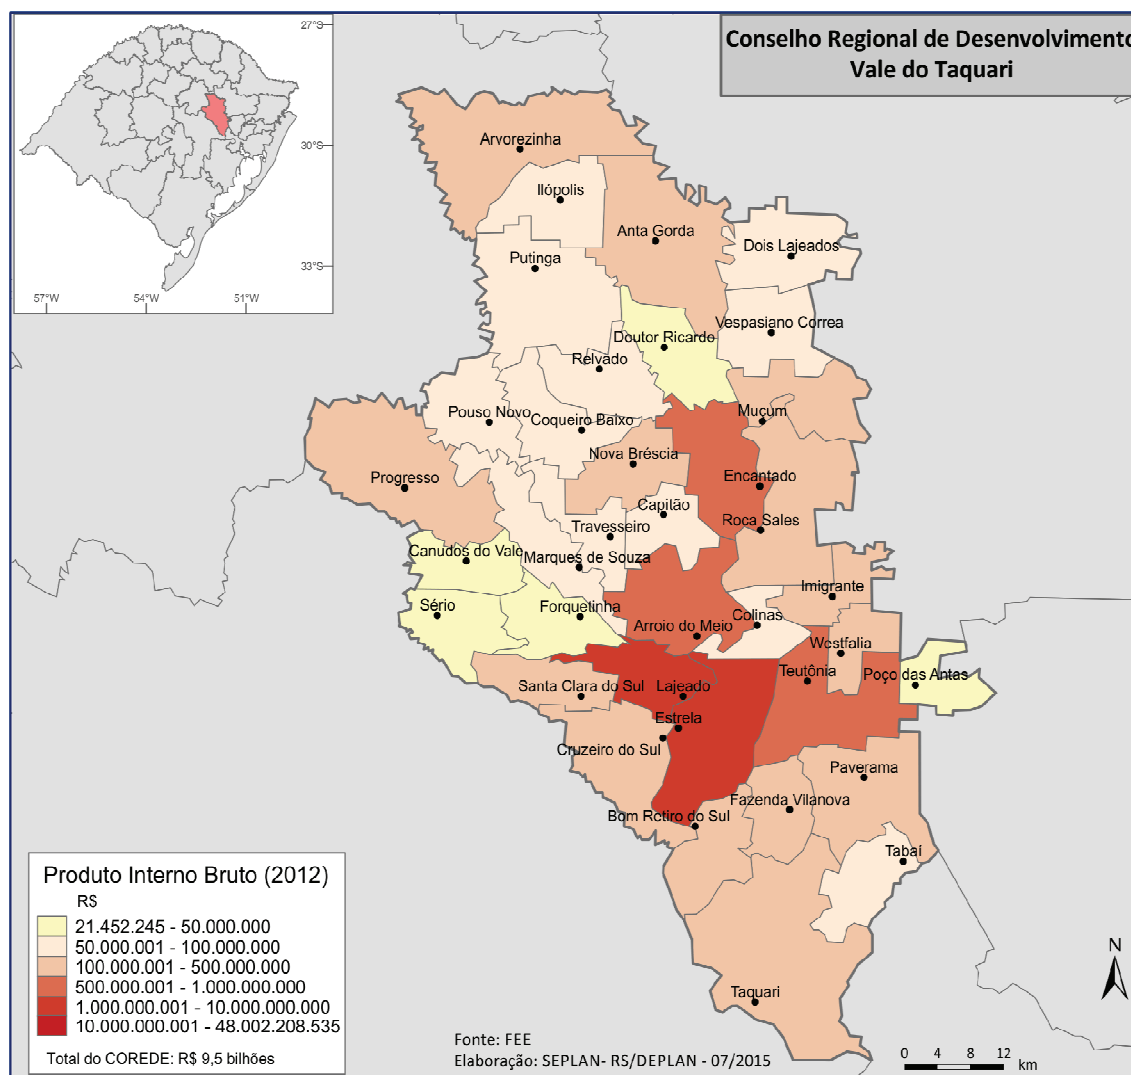 Conselho Regional de Desenvolvimento
Vale do Taquari
27°S
30°S
33°S
57°W
54°W
51°W
Arvorezinha
Ilópolis
Anta Gorda
Dois Lajeados
Putinga
Vespasiano Correa
Doutor Ricardo
Relvado
Pouso Novo
Coqueiro Baixo
Muçum
Nova Bréscia
Progresso
Encantado
Capitão
Roca Sales
Travesseiro
Canudos do Vale
Marques de Souza
Imigrante
Sério
Forquetinha
Colinas
Arroio do Meio
Westfalia
Teutônia
Poço das Antas
Santa Clara do Sul
Lajeado
Estrela
Cruzeiro do Sul
Paverama
Fazenda Vilanova
Bom Retiro do Sul
Tabaí
Taquari
Produto Interno Bruto (2012)
R$
21.452.245 - 50.000.000
50.000.001 - 100.000.000
100.000.001 - 500.000.000
500.000.001 - 1.000.000.000
1.000.000.001 - 10.000.000.000
10.000.000.001 - 48.002.208.535
Total do COREDE: R$ 9,5 bilhões
Fonte: FEE
Elaboração: SEPLAN- RS/DEPLAN - 07/2015
N
0 4 8 12 km